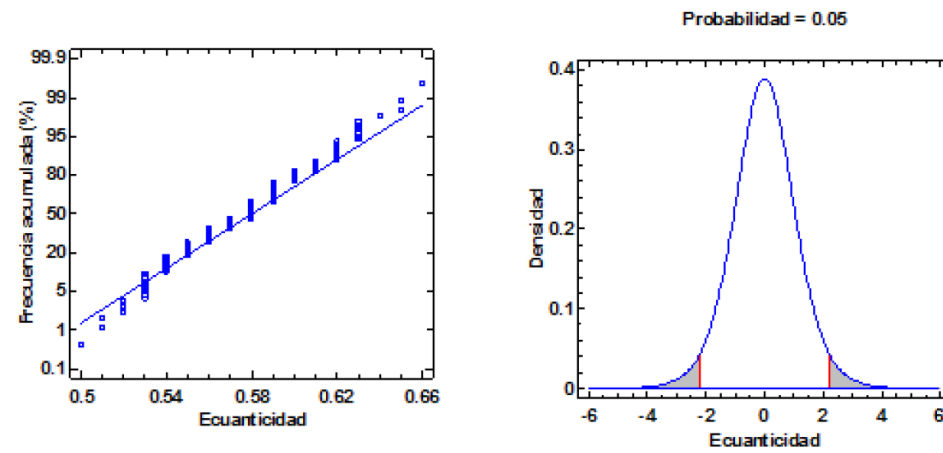 Frecuencia acumulada (%)
99.9
99
95
80
50
20
5
1
0.1
0.5 0.54 0.58 0.62 0.66
Ecuanticidad
Probabilidad = 0.05
Densidad
0.4
0.3
0.2
0.1
0
-6 -4 -2 0 2 4 6
Ecuanticidad